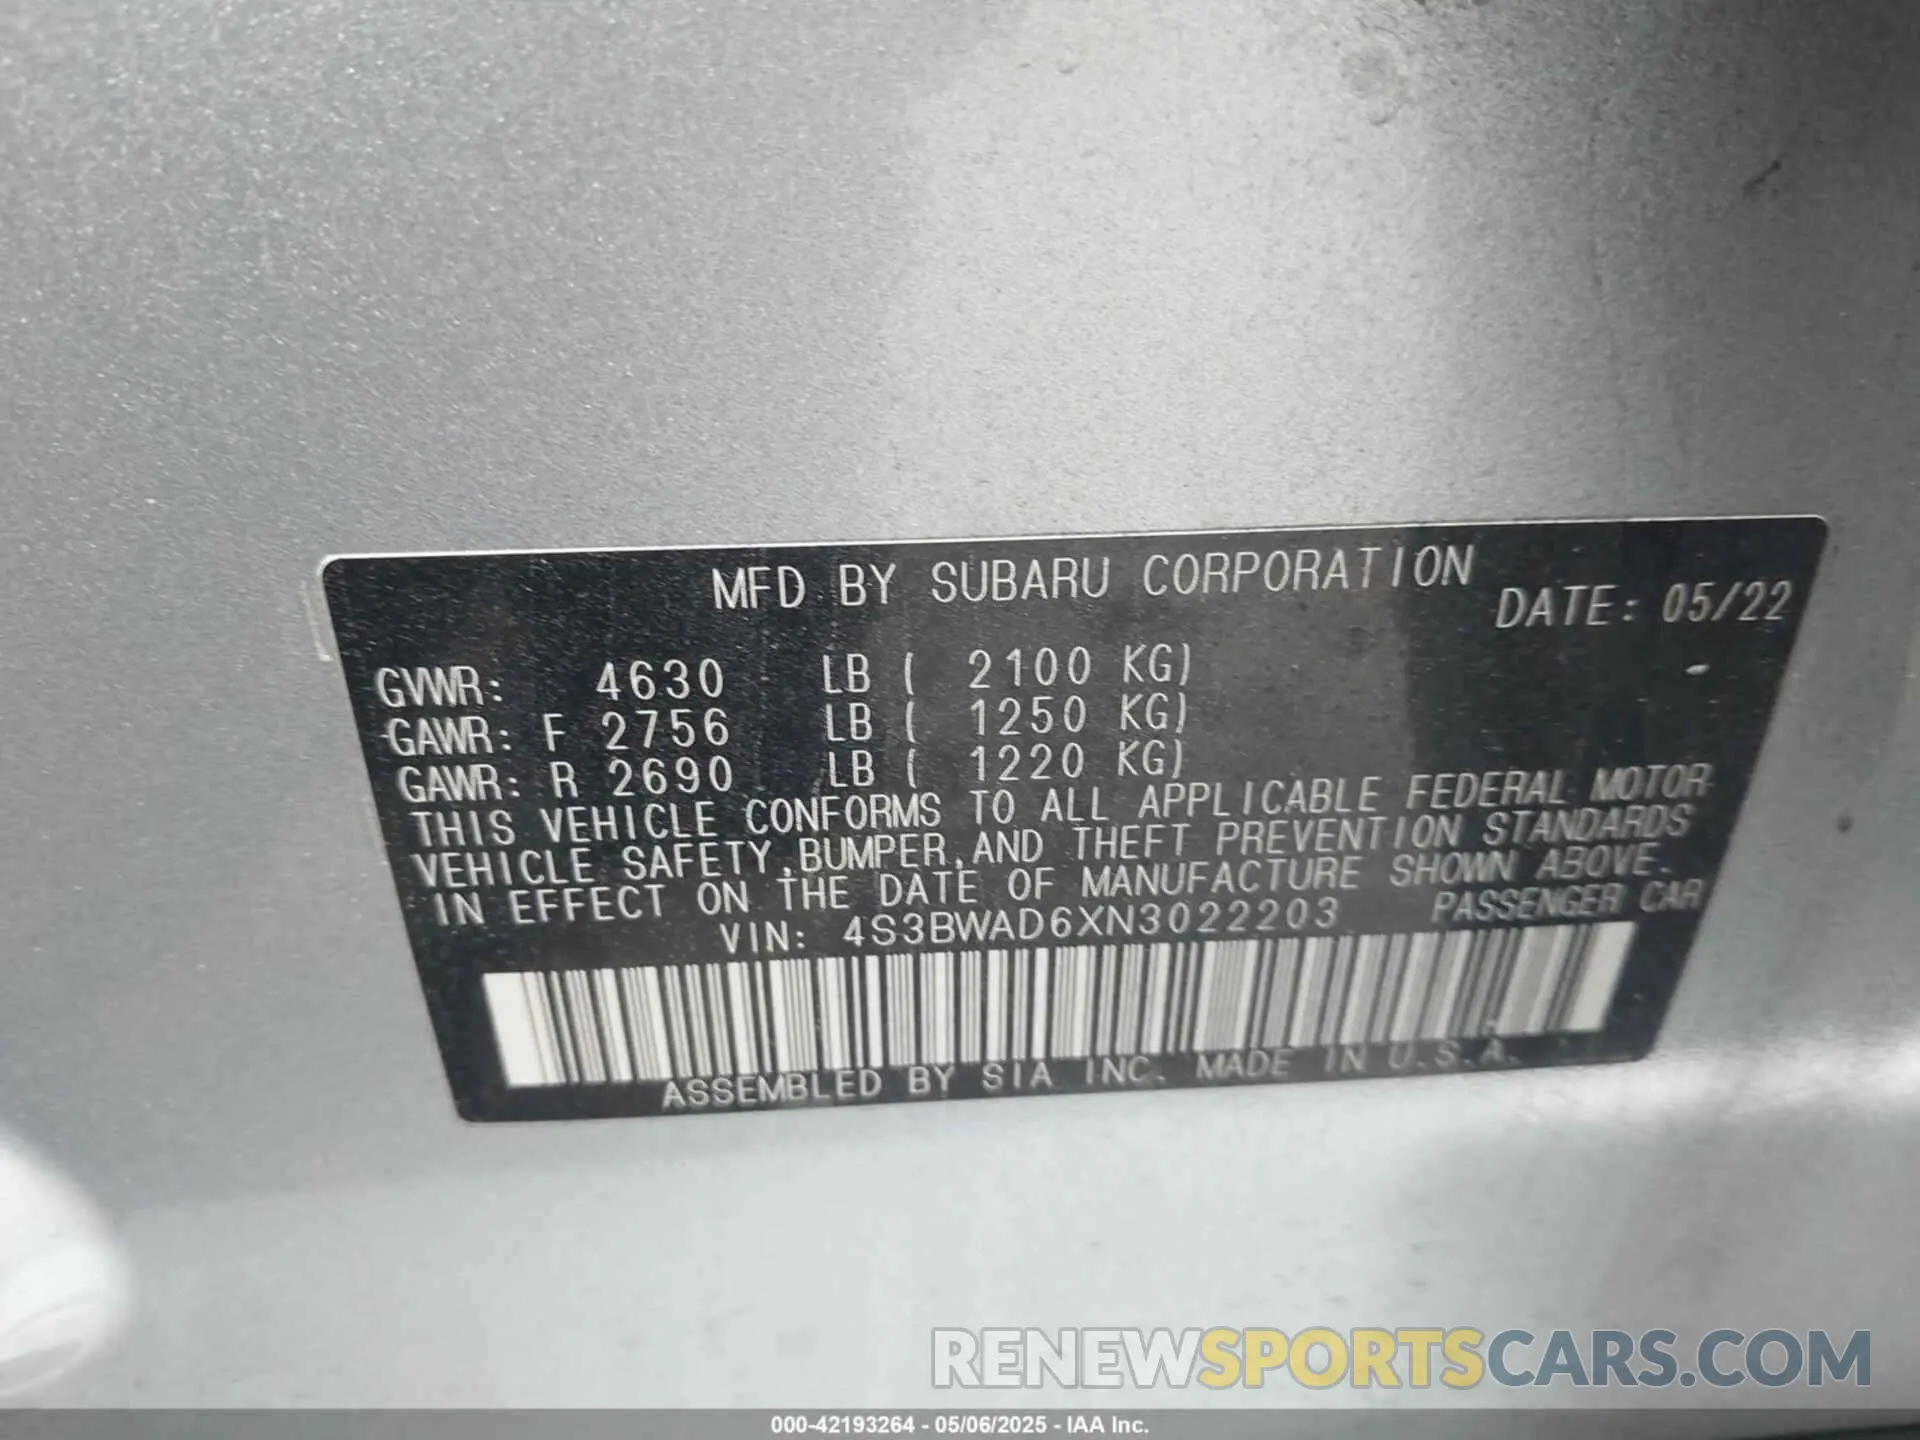 MFD BY SUBARU CORPORATION
DATE: 05/22
GVWR: 4630 LB ( 2100 KG)
GAWR: F 2756 LB ( 1250 KG)
GAWR: R 2690 LB ( 1220 KG)
THIS VEHICLE CONFORMS TO ALL APPLICABLE FEDERAL MOTOR
VEHICLE SAFETY,BUMPER,AND THEFT PREVENTION STANDARDS
IN EFFECT ON THE DATE OF MANUFACTURE SHOWN ABOVE.
VIN: 4S3BWAD6XN3022203 PASSENGER CAR
ASSEMBLED BY SIA INC. MADE IN U.S.A.
RENEWSPORTSCARS.COM
000-42193264 - 05/06/2025 - IAA Inc.